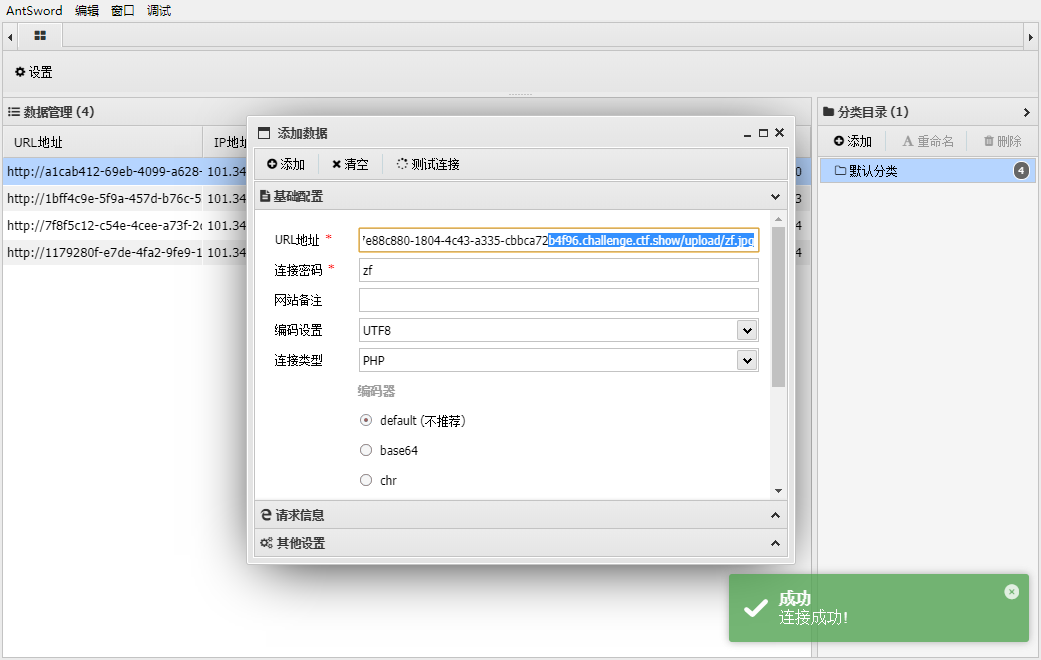 AntSword 编辑 窗口 调试
设置
数据管理 (4)
URL地址 IP地址
http://a1cab412-69eb-4099-a628- 101.34
http://1bff4c9e-5f9a-457d-b76c-5 101.34
http://7f8f5c12-c54e-4cee-a73f-2 101.34
http://1179280f-e7de-4fa2-9fe9-1 101.34
0
3
4
4
添加数据
添加 清空 测试连接
基础配置
URL地址 *
/e88c880-1804-4c43-a335-cbbca72b4f96.challenge.ctf.show/upload/zf.jpg
连接密码 *
zf
网站备注
编码设置
UTF8
连接类型
PHP
编码器
default (不推荐)
base64
chr
请求信息
其他设置
分类目录 (1)
添加 重命名 删除
默认分类 4
成功
连接成功!